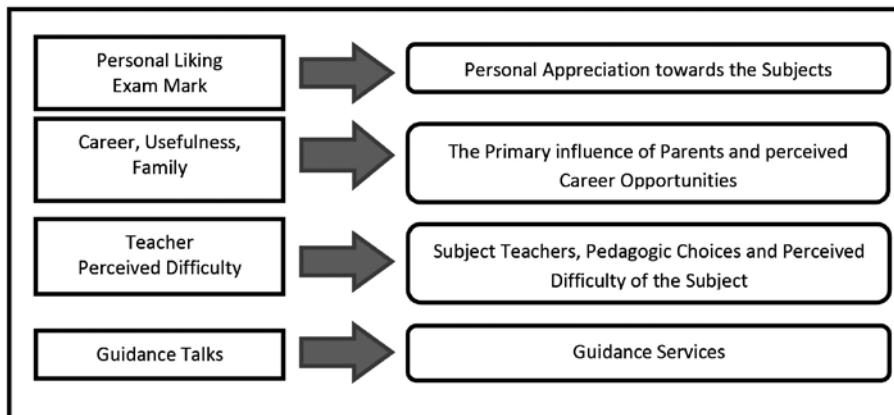 Personal Liking
Exam Mark
Personal Appreciation towards the Subjects
Career, Usefulness,
Family
The Primary influence of Parents and perceived
Career Opportunities
Teacher
Perceived Difficulty
Subject Teachers, Pedagogic Choices and Perceived
Difficulty of the Subject
Guidance Talks
Guidance Services